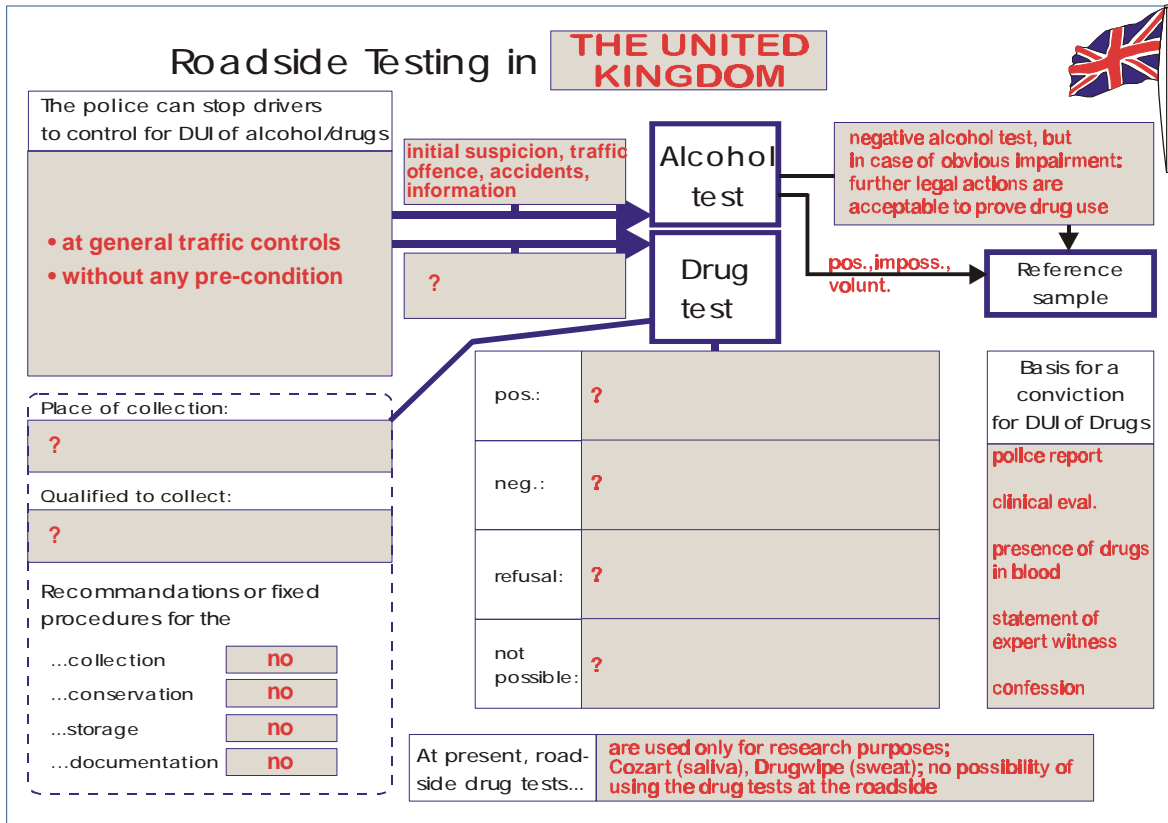 Roadside Testing in
THE UNITED
KINGDOM
The police can stop drivers
to control for DUI of alcohol/drugs
• at general traffic controls
• without any pre-condition
initial suspicion, traffic
offence, accidents,
information
?
Alcohol
test
Drug
test
negative alcohol test, but
in case of obvious impairment:
further legal actions are
acceptable to prove drug use
pos.,imposs.,
volunt.
Reference
sample
Place of collection:
?
Qualified to collect:
?
Recommandations or fixed
procedures for the
...collection
no
...conservation
no
...storage
no
...documentation
no
pos.:
?
neg.:
?
refusal:
?
not
possible:
?
Basis for a
conviction
for DUI of Drugs
police report
clinical eval.
presence of drugs
in blood
statement of
expert witness
confession
At present, road-
side drug tests...
are used only for research purposes;
Cozart (saliva), Drugwipe (sweat); no possibility of
using the drug tests at the roadside